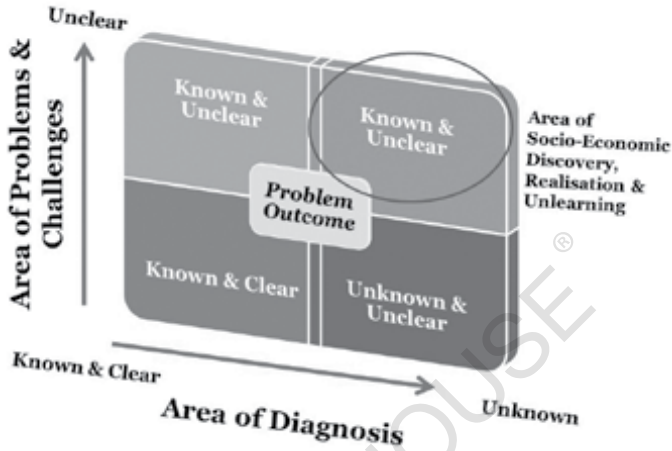 Unclear
Area of Problems &
Challenges
Known &
Unclear
Known &
Unclear
Area of
Socio-Economic
Discovery,
Realisation &
Unlearning
Problem
Outcome
Known & Clear
Unknown &
Unclear
Known & Clear
Unknown
Area of Diagnosis
HOUSE ®